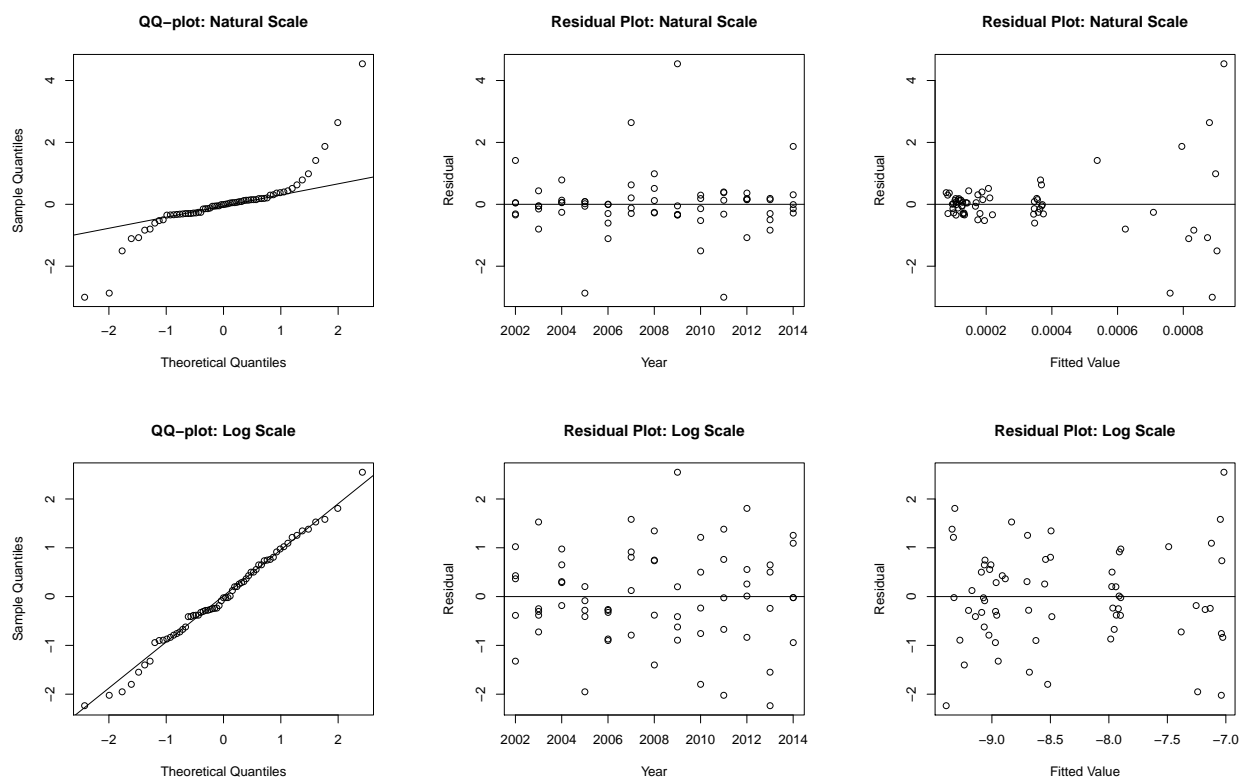 QQ−plot: Natural Scale
Sample Quantiles
4
2
0
−2
−2 −1 0 1 2
Theoretical Quantiles
Residual Plot: Natural Scale
Residual
4
2
0
−2
2002 2004 2006 2008 2010 2012 2014
Year
Residual Plot: Natural Scale
Residual
4
2
0
−2
0.0002 0.0004 0.0006 0.0008
Fitted Value
QQ−plot: Log Scale
Sample Quantiles
2
1
0
−1
−2
−2 −1 0 1 2
Theoretical Quantiles
Residual Plot: Log Scale
Residual
2
1
0
−1
−2
2002 2004 2006 2008 2010 2012 2014
Year
Residual Plot: Log Scale
Residual
2
1
0
−1
−2
−9.0 −8.5 −8.0 −7.5 −7.0
Fitted Value